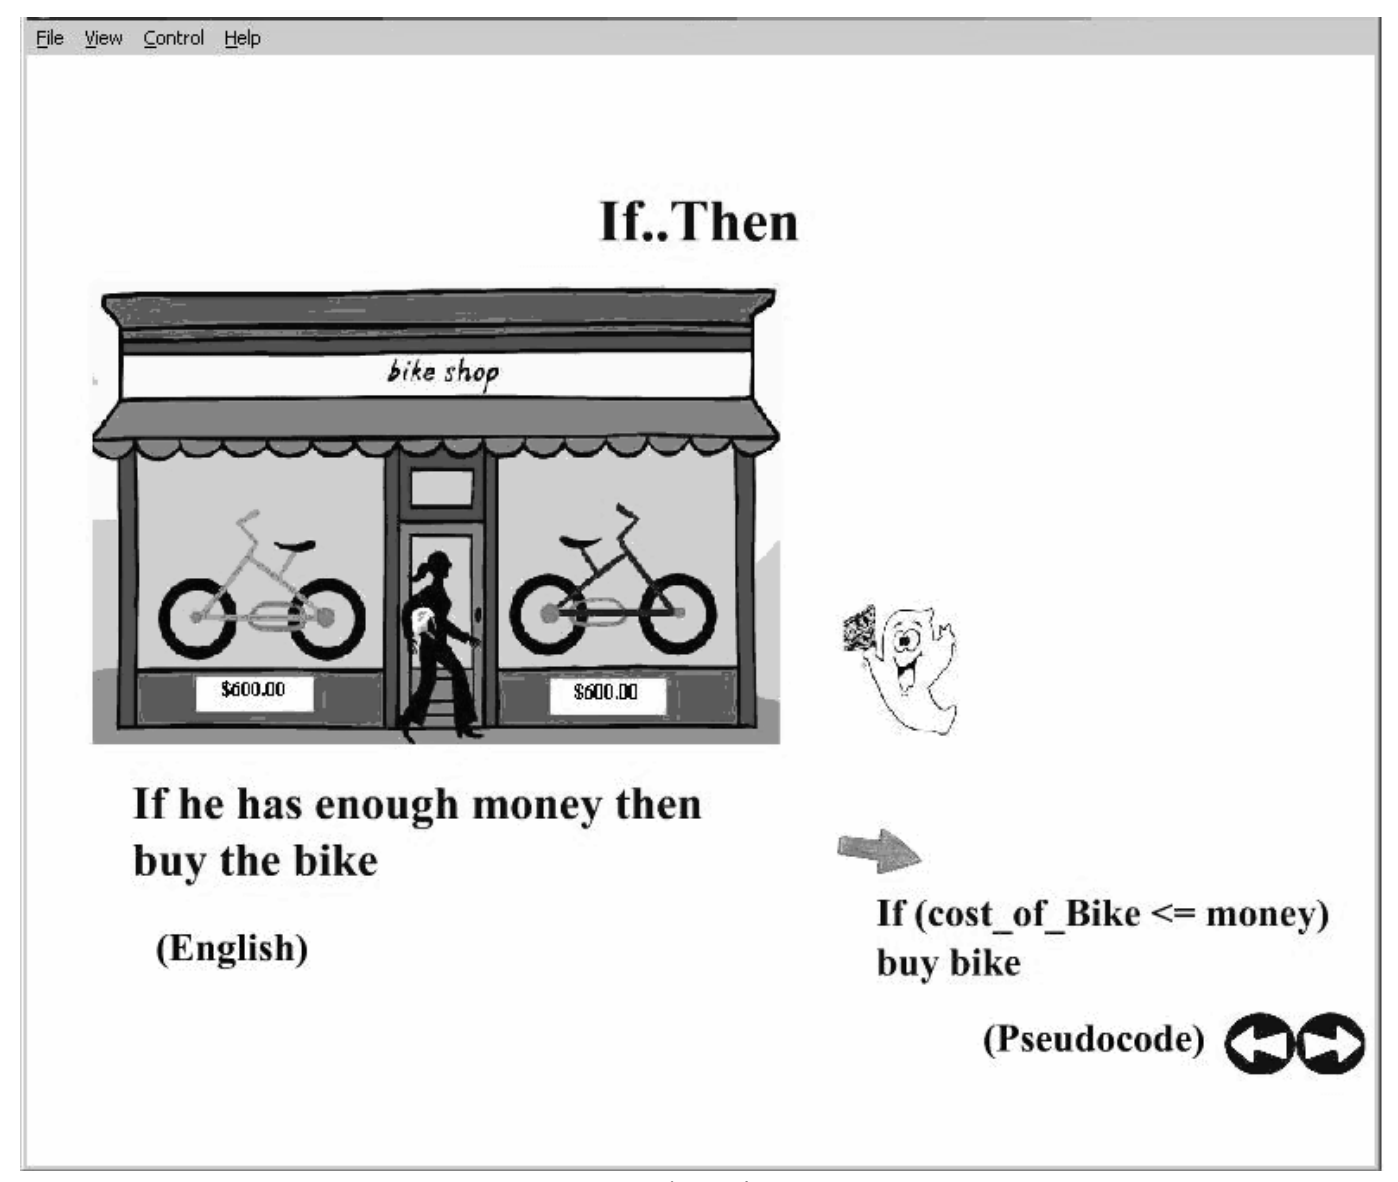 File View Control Help
If..Then
bike shop
$600.00 $600.00
If he has enough money then
buy the bike
(English)
If (cost_of_Bike <= money)
buy bike
(Pseudocode)